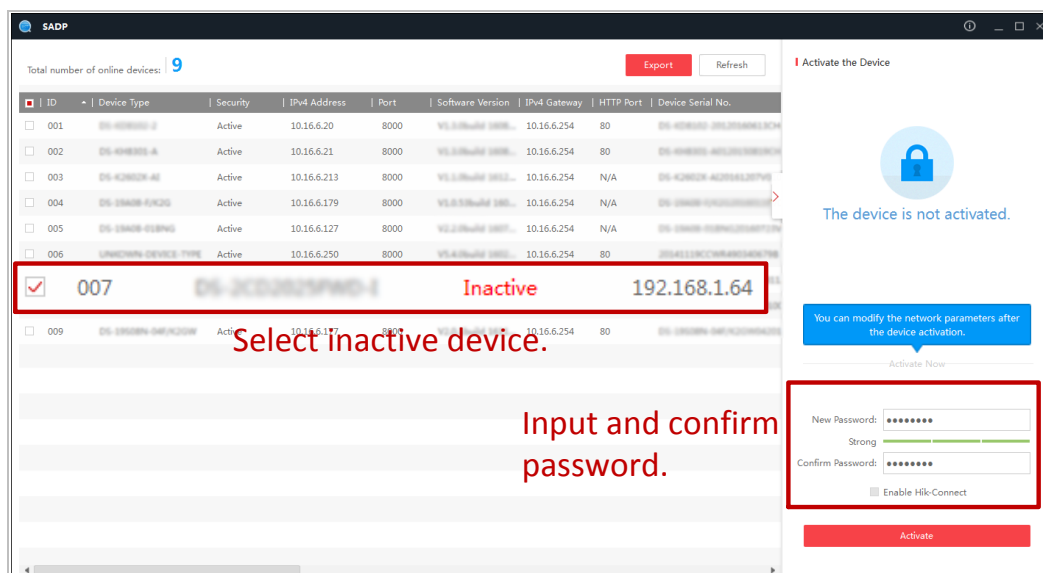 SADP
Total number of online devices: 9
Export
Refresh
ID Device Type Security IPv4 Address Port Software Version IPv4 Gateway HTTP Port Device Serial No.
001 Active 10.16.6.20 8000 10.16.6.254 80
002 Active 10.16.6.21 8000 10.16.6.254 80
003 Active 10.16.6.213 8000 10.16.6.254 N/A
004 Active 10.16.6.179 8000 10.16.6.254 N/A
005 Active 10.16.6.127 8000 10.16.6.254 N/A
006 Active 10.16.6.250 8000 10.16.6.254 80
007 Inactive 192.168.1.64
009 Active 8000 10.16.6.254 80
Select inactive device.
Input and confirm
password.
Activate the Device
The device is not activated.
You can modify the network parameters after
the device activation.
Activate Now
New Password:
Strong
Confirm Password:
Enable Hik-Connect
Activate